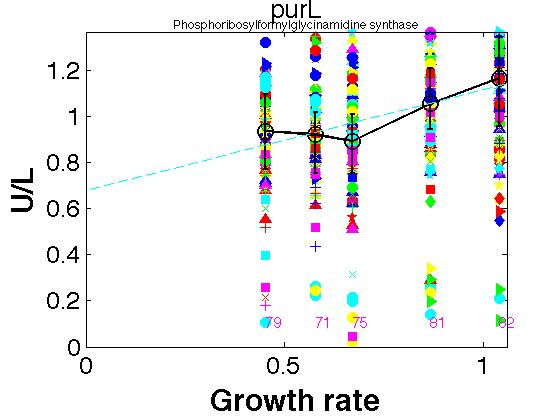 purL
Phosphoribosylformylglycinamidine synthase
1.2
1
0.8
0.6
0.4
0.2
0
U/L
79 71 75 81 82
0 0.5 1
Growth rate